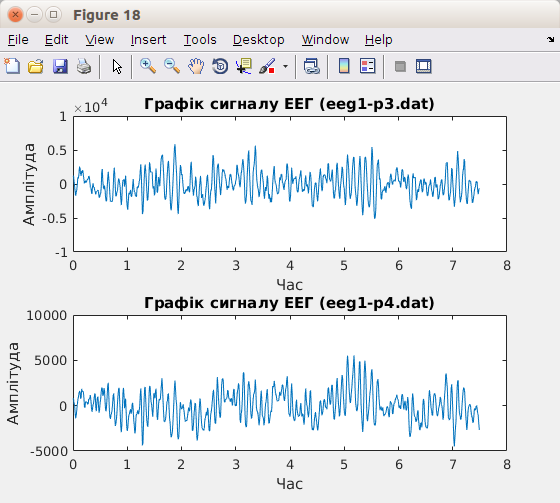 Figure 18
File Edit View Insert Tools Desktop Window Help
Графік сигналу ЕЕГ (eeg1-p3.dat)
×10^4
1
0.5
0
-0.5
-1
Амплітуда
0 1 2 3 4 5 6 7 8
Час
Графік сигналу ЕЕГ (eeg1-p4.dat)
10000
5000
0
-5000
Амплітуда
0 1 2 3 4 5 6 7 8
Час